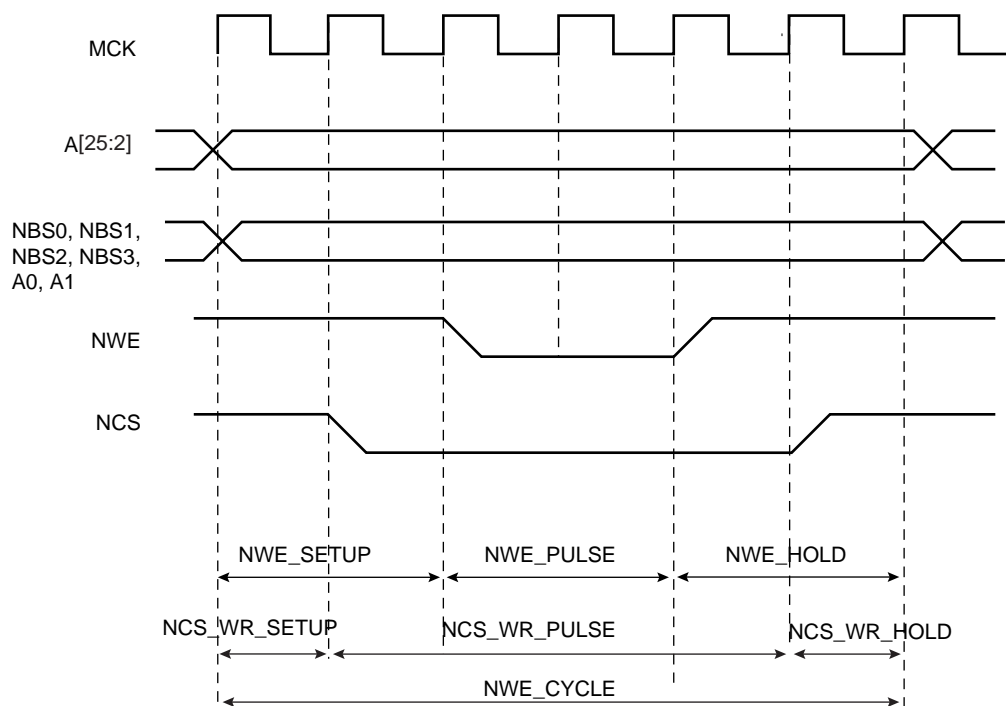 MCK
A[25:2]
NBS0, NBS1,
NBS2, NBS3,
A0, A1
NWE
NCS
NWE_SETUP
NWE_PULSE
NWE_HOLD
NCS_WR_SETUP
NCS_WR_PULSE
NCS_WR_HOLD
NWE_CYCLE